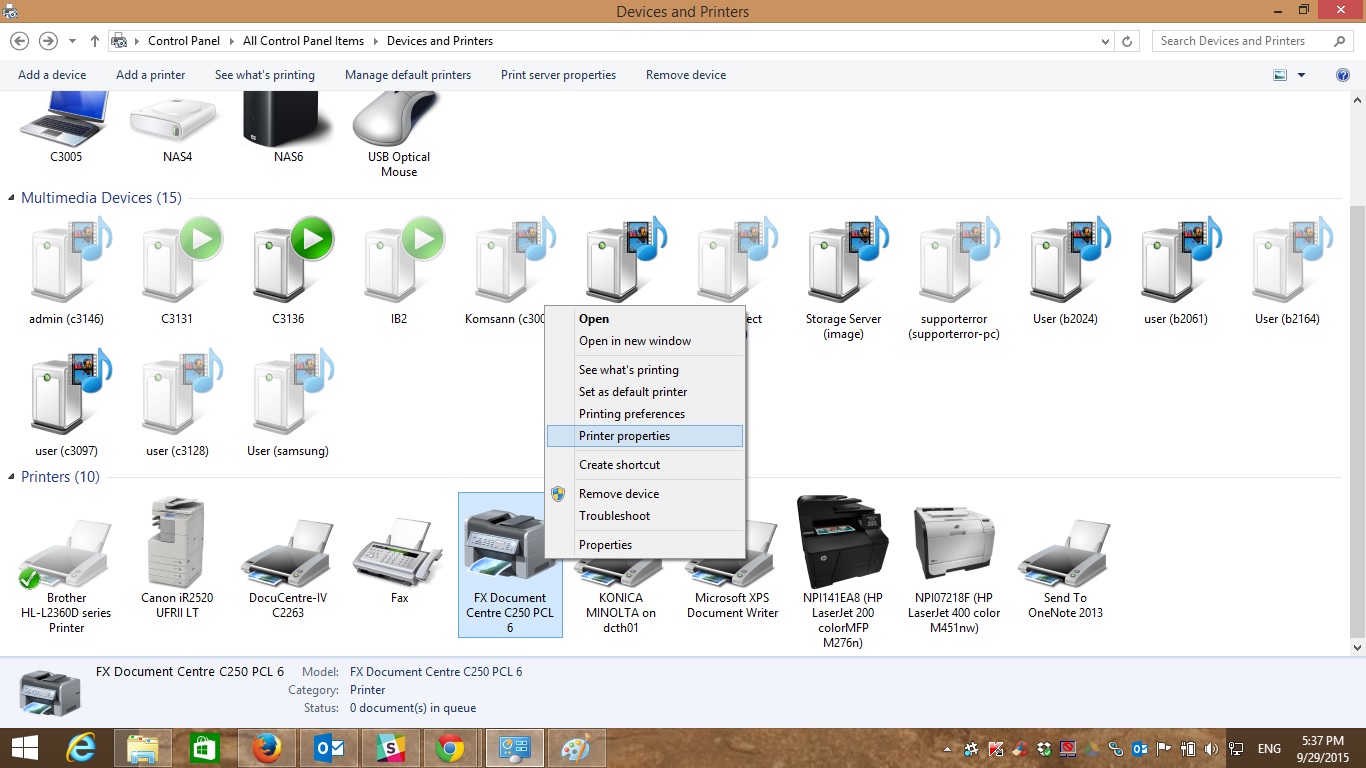 Devices and Printers
Control Panel
All Control Panel Items
Devices and Printers
Search Devices and Printers
Add a device
Add a printer
See what's printing
Manage default printers
Print server properties
Remove device
C3005
NAS4
NAS6
USB Optical
Mouse
Multimedia Devices (15)
admin (c3146)
C3131
C3136
IB2
Komsann (c300
ect
Storage Server
(image)
supporterror
(supporterror-pc)
User (b2024)
user (b2061)
User (b2164)
user (c3097)
user (c3128)
User (samsung)
Open
Open in new window
See what's printing
Set as default printer
Printing preferences
Printer properties
Create shortcut
Remove device
Troubleshoot
Properties
Printers (10)
Brother
HL-L2360D series
Printer
Canon iR2520
UFRII LT
DocuCentre-IV
C2263
Fax
FX Document
Centre C250 PCL
6
KONICA
MINOLTA on
dcth01
Microsoft XPS
Document Writer
NPI141EA8 (HP
LaserJet 200
colorMFP
M276n)
NPI07218F (HP
LaserJet 400 color
M451nw)
Send To
OneNote 2013
FX Document Centre C250 PCL 6
Model: FX Document Centre C250 PCL 6
Category: Printer
Status: 0 document(s) in queue
ENG
5:37 PM
9/29/2015